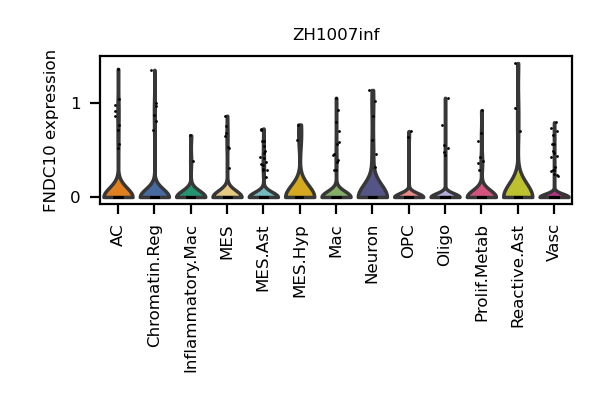 ZH1007inf
FNDC10 expression
1
0
AC
Chromatin.Reg
Inflammatory.Mac
MES
MES.Ast
MES.Hyp
Mac
Neuron
OPC
Oligo
Prolif.Metab
Reactive.Ast
Vasc